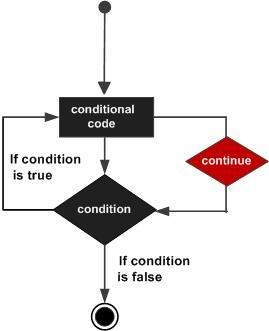 conditional
code
If condition
is true
continue
condition
If condition
is false